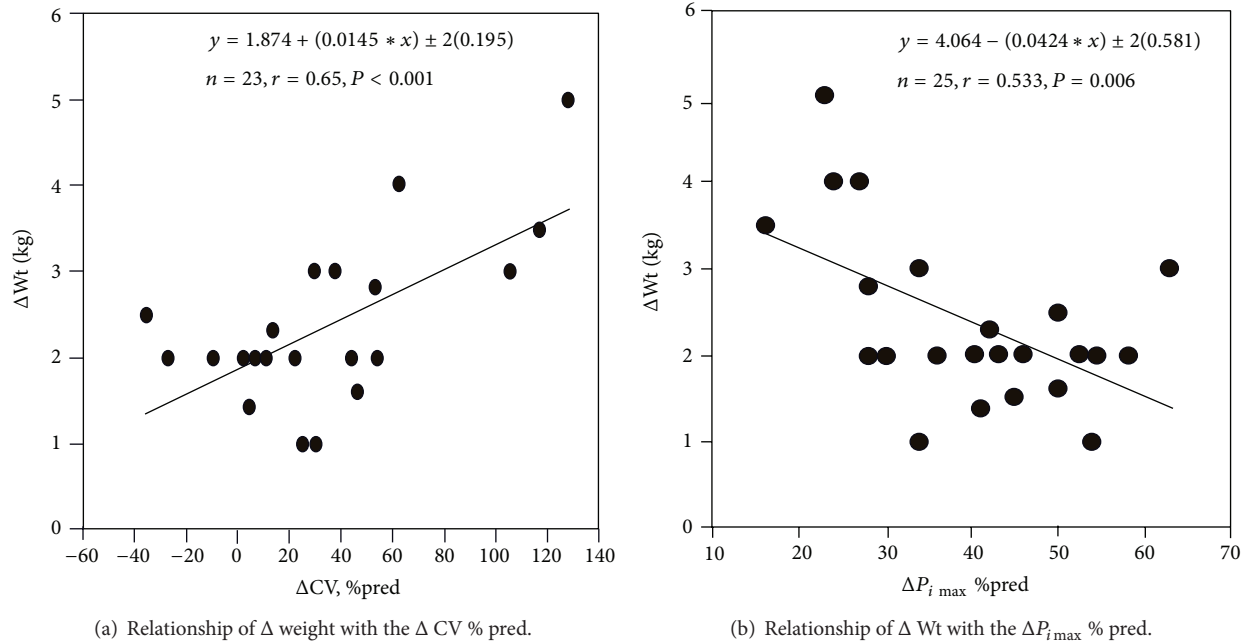 y = 1.874 + (0.0145 ∗ x) ± 2(0.195)
n = 23, r = 0.65, P < 0.001
6
5
4
3
2
1
0
ΔWt (kg)
−60 −40 −20 0 20 40 60 80 100 120 140
ΔCV, %pred
(a) Relationship of Δ weight with the Δ CV % pred.
y = 4.064 − (0.0424 ∗ x) ± 2(0.581)
n = 25, r = 0.533, P = 0.006
6
5
4
3
2
1
0
ΔWt (kg)
10 20 30 40 50 60 70
ΔPi max %pred
(b) Relationship of Δ Wt with the ΔPi max % pred.